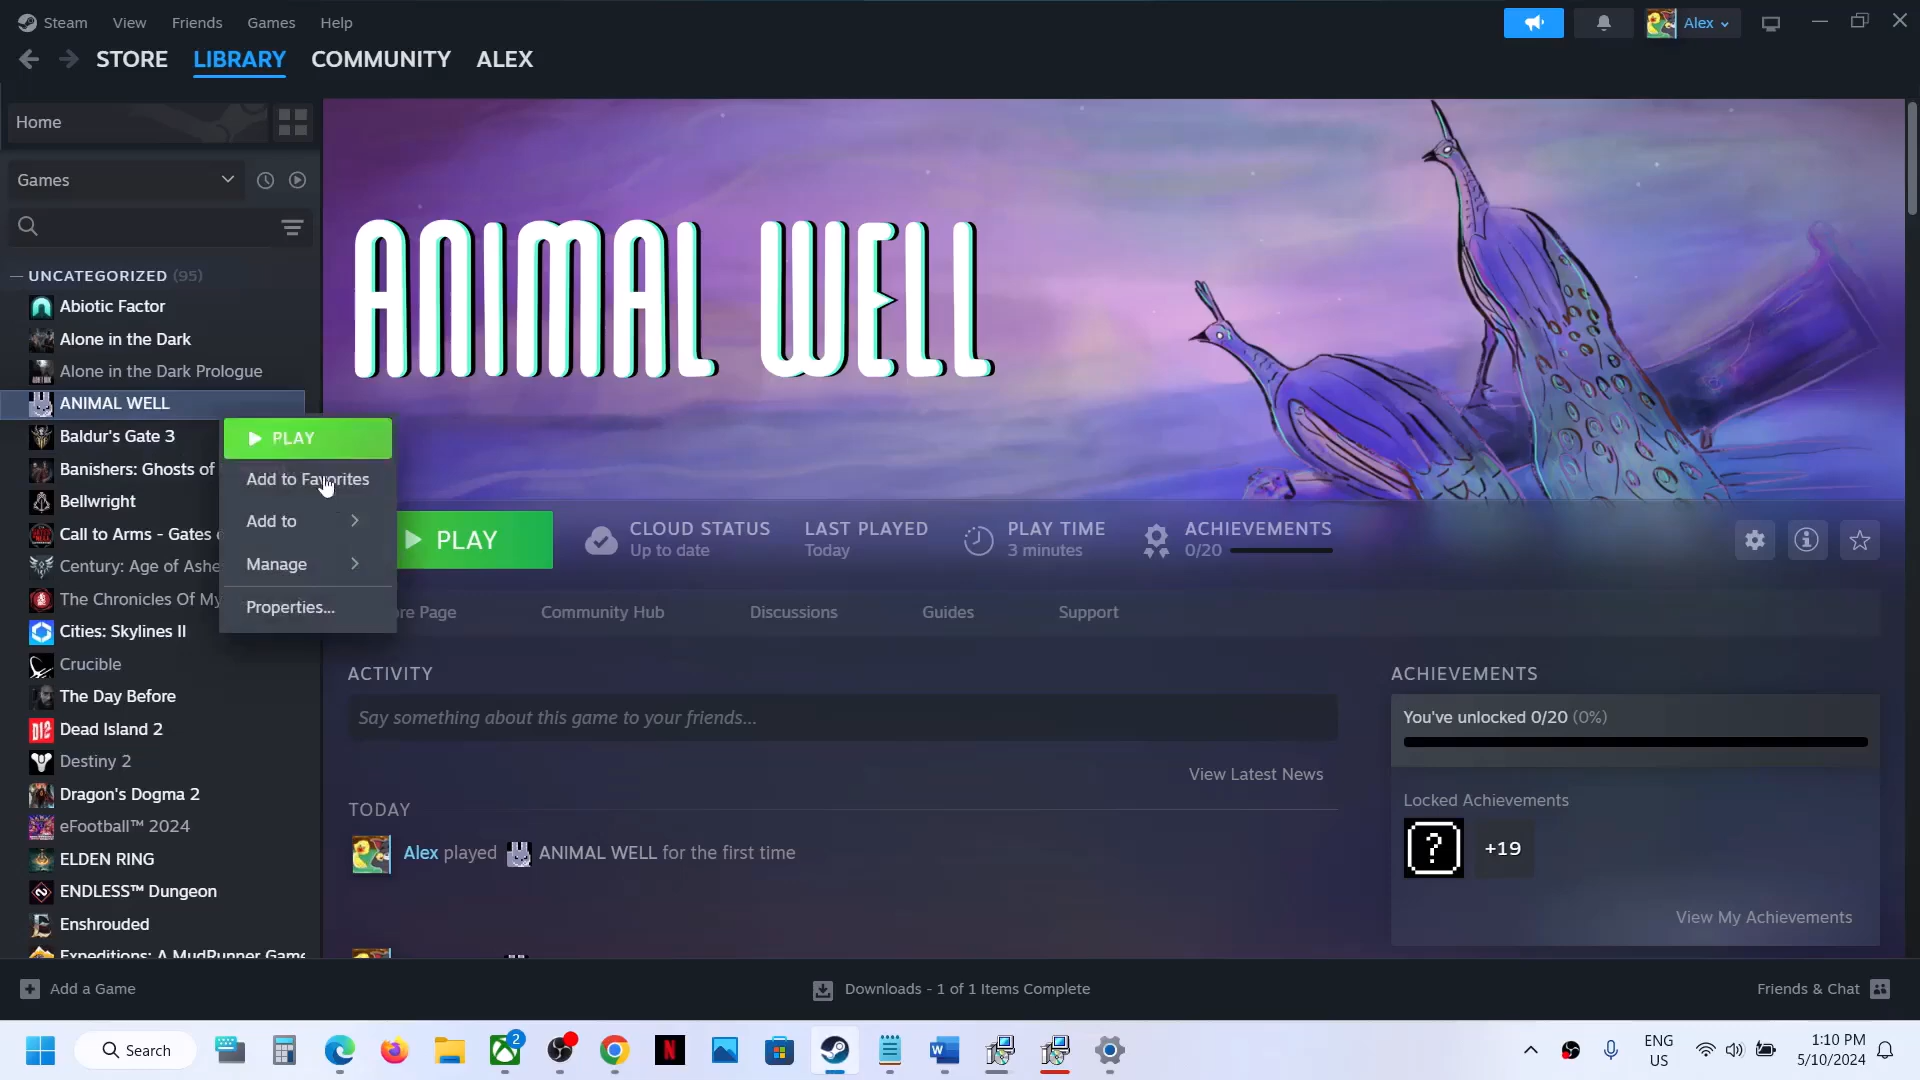 Steam View Friends Games Help
Alex
STORE LIBRARY COMMUNITY ALEX
Home
Games
ANIMAL WELL
UNCATEGORIZED (95)
Abiotic Factor
Alone in the Dark
Alone in the Dark Prologue
ANIMAL WELL
Baldur's Gate 3
Banishers: Ghosts of
Bellwright
Call to Arms - Gates
Century: Age of Ashe
The Chronicles Of My
Cities: Skylines II
Crucible
The Day Before
Dead Island 2
Destiny 2
Dragon's Dogma 2
eFootball™ 2024
ELDEN RING
ENDLESS™ Dungeon
Enshrouded
Expeditions: A MudRunner Game
PLAY
Add to Favorites
Add to
Manage
Properties...
PLAY
CLOUD STATUS
Up to date
LAST PLAYED
Today
PLAY TIME
3 minutes
ACHIEVEMENTS
0/20
re Page Community Hub Discussions Guides Support
ACTIVITY
Say something about this game to your friends...
View Latest News
TODAY
Alex played ANIMAL WELL for the first time
ACHIEVEMENTS
You've unlocked 0/20 (0%)
Locked Achievements
?
+19
View My Achievements
Add a Game
Downloads - 1 of 1 Items Complete
Friends & Chat
Search
2
ENG
US
1:10 PM
5/10/2024